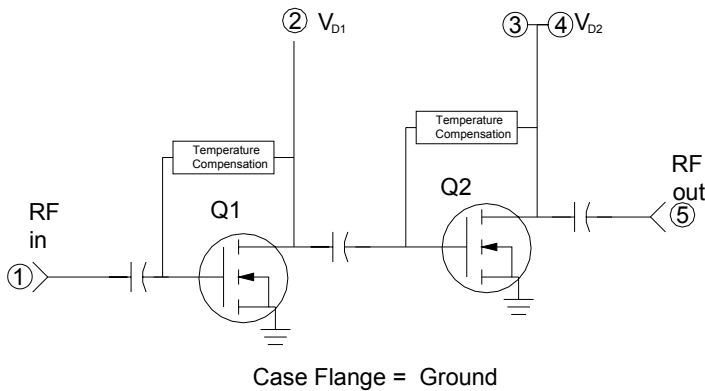 ② V_D1
③ ④ V_D2
Temperature
Compensation
Temperature
Compensation
RF
in
Q1
Q2
RF
out
①
⑤
Case Flange = Ground